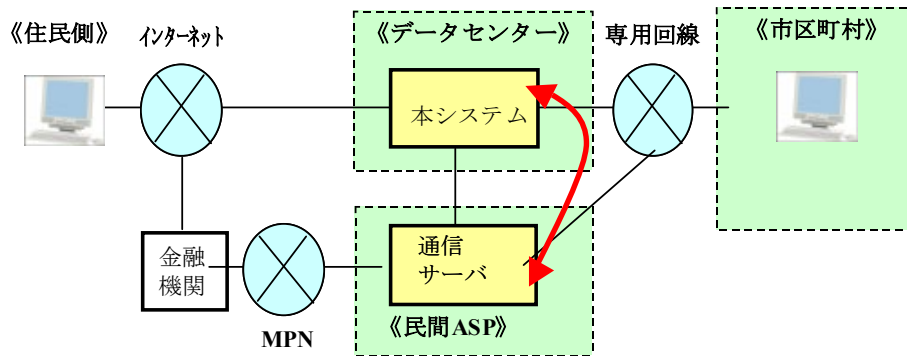 《住民側》
インターネット
《データセンター》
専用回線
《市区町村》
本システム
金融
機関
通信
サーバ
MPN
《民間ASP》